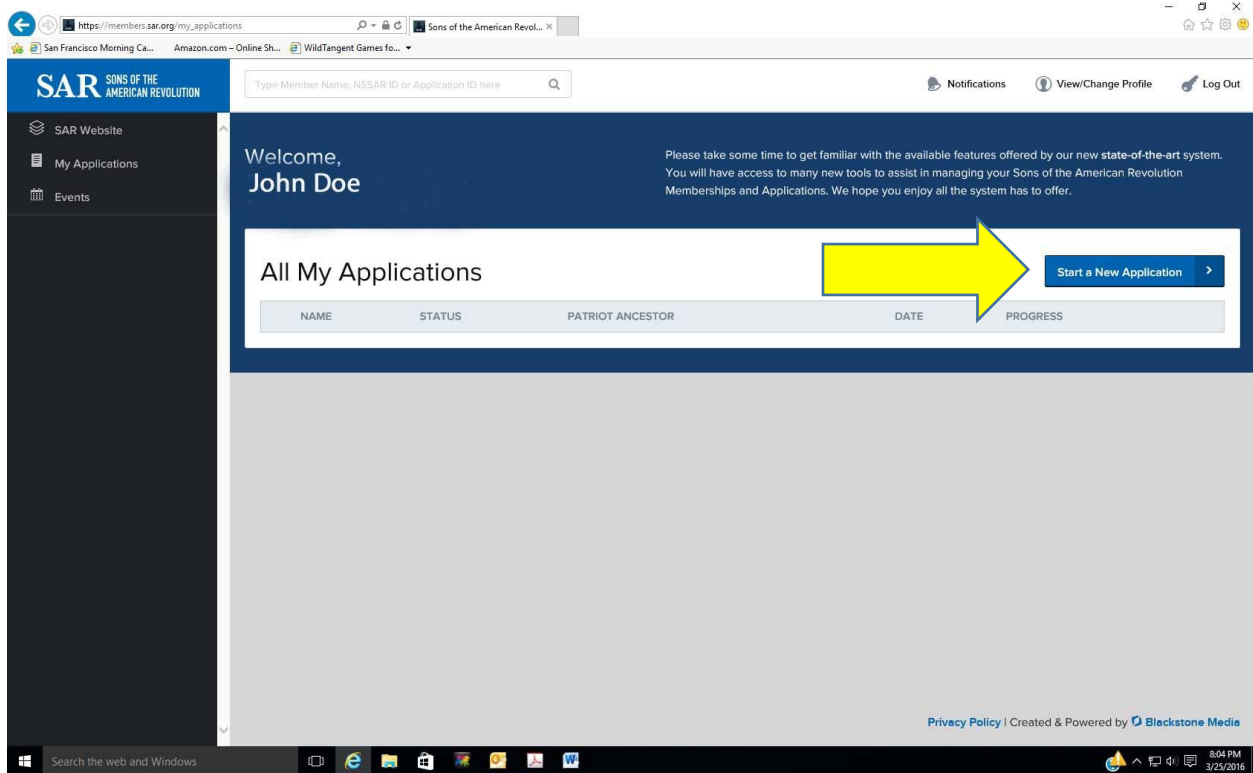 https://members.sar.org/my_applications
Sons of the American Revol...
San Francisco Morning Ca... Amazon.com – Online Sh... WildTangent Games fo...
SAR SONS OF THE
AMERICAN REVOLUTION
Type Member Name, NSSAR ID or Application ID here
Notifications View/Change Profile Log Out
SAR Website
My Applications
Events
Welcome,
John Doe
Please take some time to get familiar with the available features offered by our new state-of-the-art system.
You will have access to many new tools to assist in managing your Sons of the American Revolution
Memberships and Applications. We hope you enjoy all the system has to offer.
All My Applications
Start a New Application
NAME STATUS PATRIOT ANCESTOR DATE PROGRESS
Privacy Policy | Created & Powered by Blackstone Media
Search the web and Windows
8:04 PM
3/25/2016